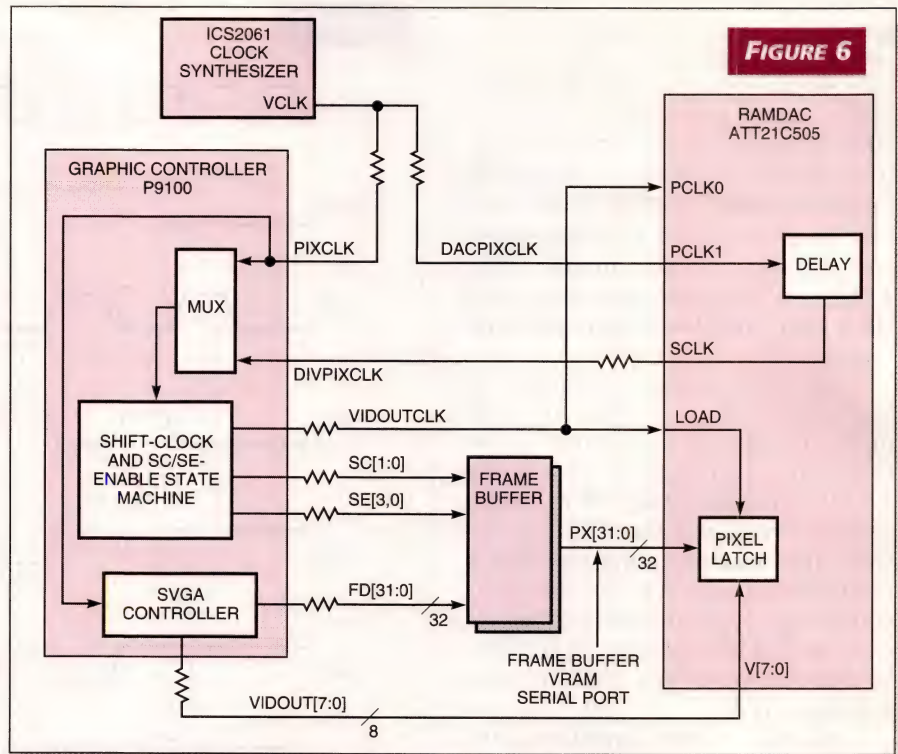 ICS2061
CLOCK
SYNTHESIZER
VCLK
FIGURE 6
RAMDAC
ATT21C505
GRAPHIC CONTROLLER
P9100
PCLK0
PIXCLK
DACPIXCLK
PCLK1
DELAY
MUX
SCLK
DIVPIXCLK
VIDOUTCLK
LOAD
SHIFT-CLOCK
AND SC/SE-
ENABLE STATE
MACHINE
SC[1:0]
SE[3,0]
FRAME
BUFFER
PX[31:0]
32
PIXEL
LATCH
SVGA
CONTROLLER
FD[31:0]
32
FRAME BUFFER
VRAM
SERIAL PORT
V[7:0]
VIDOUT[7:0]
8